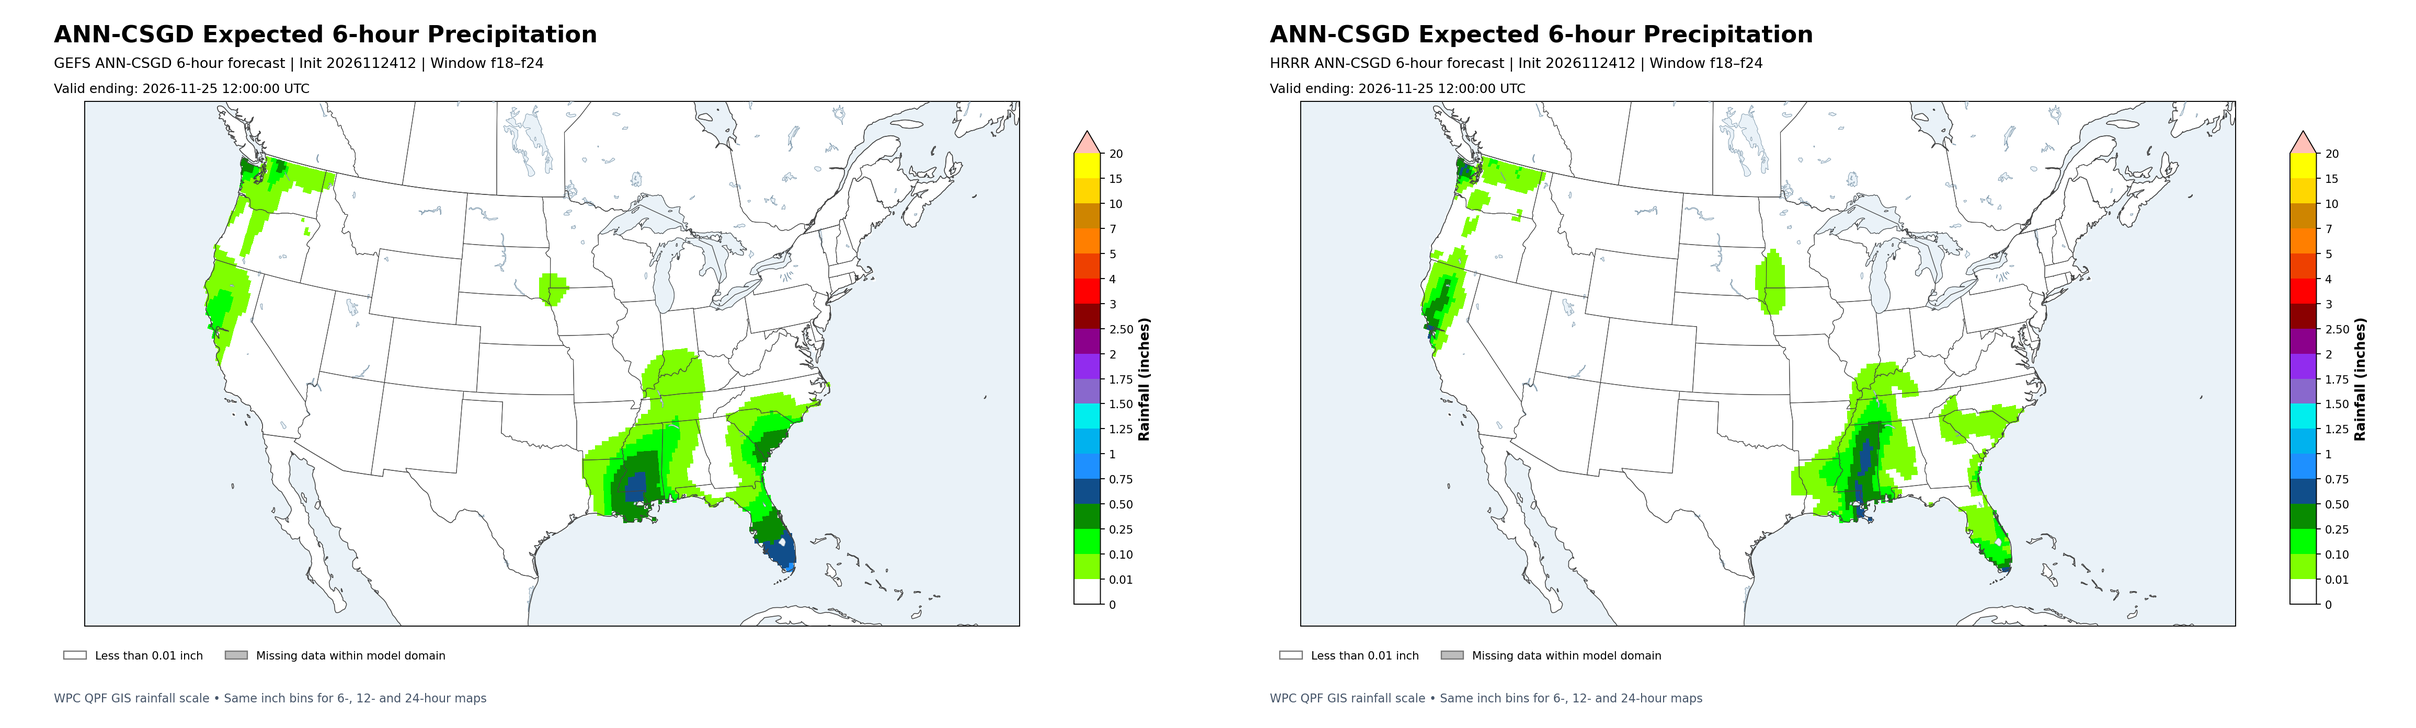 ANN-CSGD Expected 6-hour Precipitation
GEFS ANN-CSGD 6-hour forecast | Init 2026112412 | Window f18–f24
Valid ending: 2026-11-25 12:00:00 UTC
20
15
10
7
5
4
3
2.50
2
1.75
1.50
1.25
1
0.75
0.50
0.25
0.10
0.01
0
Rainfall (inches)
Less than 0.01 inch
Missing data within model domain
WPC QPF GIS rainfall scale • Same inch bins for 6-, 12- and 24-hour maps
ANN-CSGD Expected 6-hour Precipitation
HRRR ANN-CSGD 6-hour forecast | Init 2026112412 | Window f18–f24
Valid ending: 2026-11-25 12:00:00 UTC
20
15
10
7
5
4
3
2.50
2
1.75
1.50
1.25
1
0.75
0.50
0.25
0.10
0.01
0
Rainfall (inches)
Less than 0.01 inch
Missing data within model domain
WPC QPF GIS rainfall scale • Same inch bins for 6-, 12- and 24-hour maps